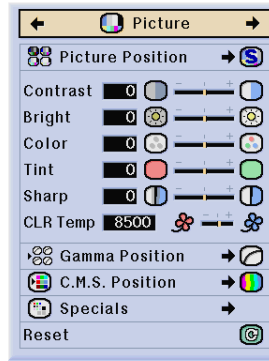 Picture
Picture Position S
Contrast 0 - +
Bright 0 - +
Color 0 - +
Tint 0 - +
Sharp 0 - +
CLR Temp 8500 - +
Gamma Position
C.M.S. Position
Specials
Reset